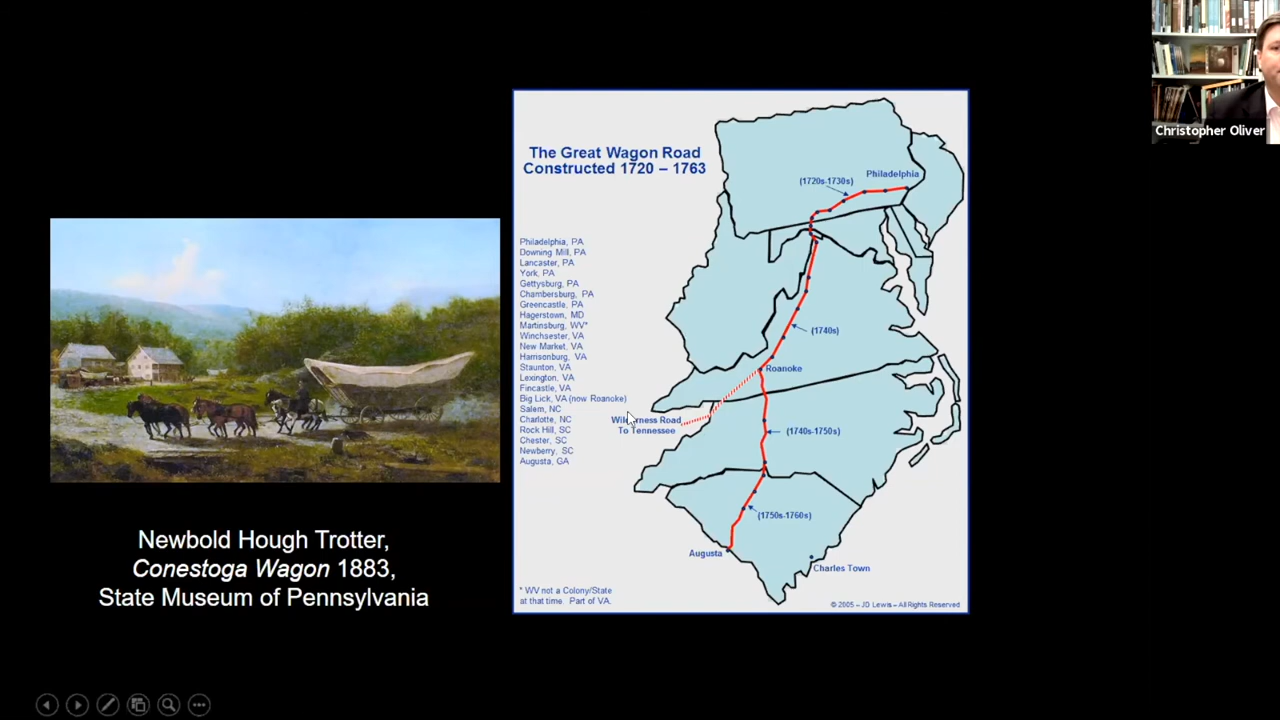 Christopher Oliver
The Great Wagon Road
Constructed 1720 – 1763
Philadelphia
(1720s-1730s)
Philadelphia, PA
Downing Mill, PA
Lancaster, PA
York, PA
Gettysburg, PA
Chambersburg, PA
Greencastle, PA
Hagerstown, MD
Martinsburg, WV*
Winchsester, VA
New Market, VA
Harrisonburg, VA
Staunton, VA
Lexington, VA
Fincastle, VA
Big Lick, VA (now Roanoke)
Salem, NC
Charlotte, NC
Rock Hill, SC
Chester, SC
Newberry, SC
Augusta, GA
(1740s)
Roanoke
Wilderness Road
To Tennessee
(1740s-1750s)
(1750s-1760s)
Augusta
Charles Town
* WV not a Colony/State
at that time. Part of VA.
© 2005 – JD Lewis – All Rights Reserved
Newbold Hough Trotter,
Conestoga Wagon 1883,
State Museum of Pennsylvania